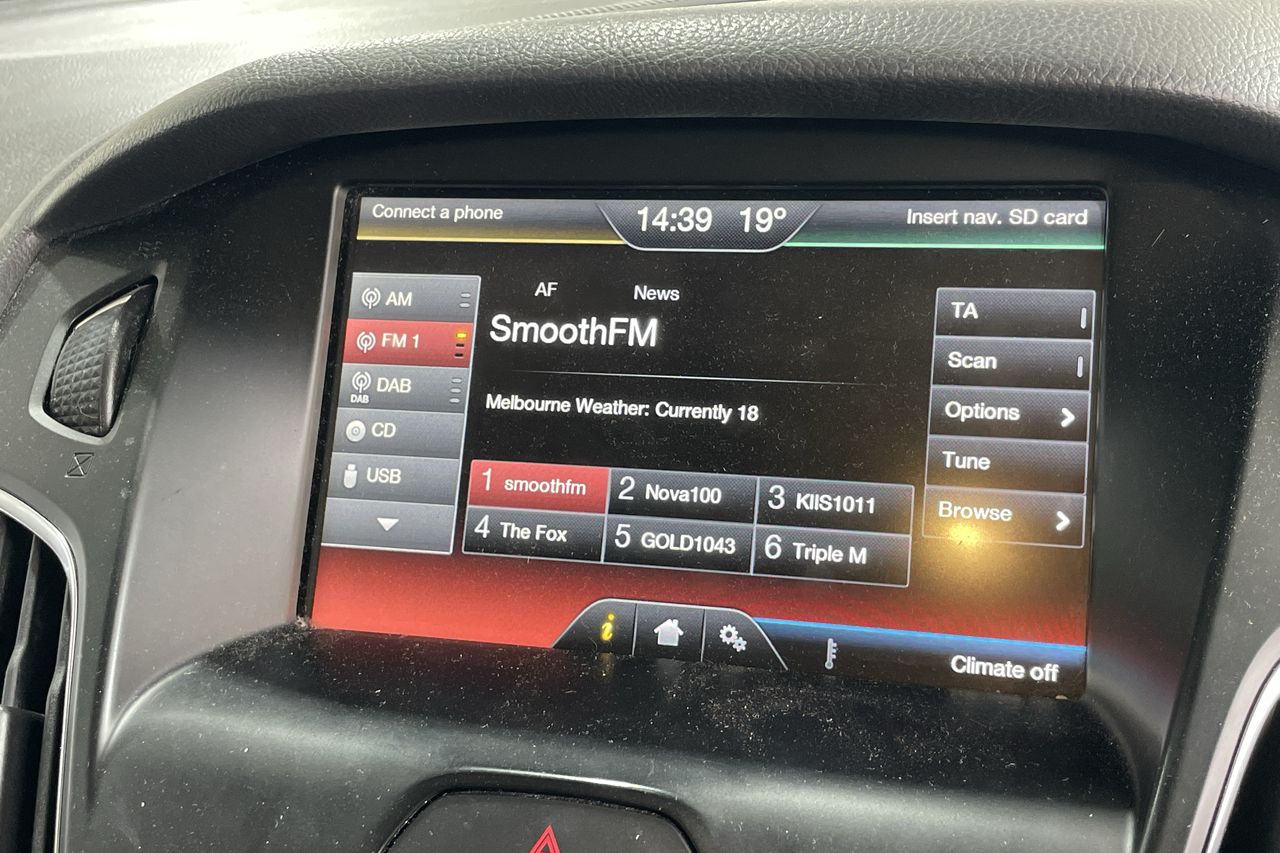 Connect a phone
14:39 19°
Insert nav. SD card
AM
FM 1
DAB
DAB
CD
USB
AF News
SmoothFM
Melbourne Weather: Currently 18
1 smoothfm
2 Nova100
3 KIIS1011
4 The Fox
5 GOLD1043
6 Triple M
TA
Scan
Options
Tune
Browse
i
Climate off